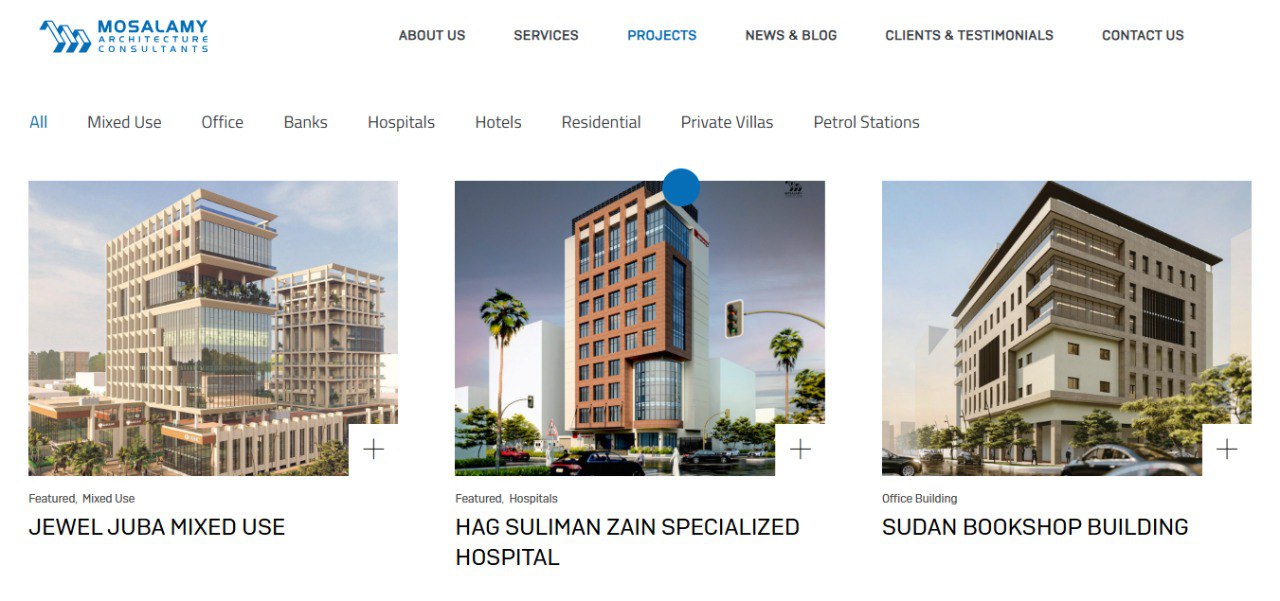 MOSALAMY
ARCHITECTURE
CONSULTANTS
ABOUT US
SERVICES
PROJECTS
NEWS & BLOG
CLIENTS & TESTIMONIALS
CONTACT US
All
Mixed Use
Office
Banks
Hospitals
Hotels
Residential
Private Villas
Petrol Stations
Featured, Mixed Use
JEWEL JUBA MIXED USE
Featured, Hospitals
HAG SULIMAN ZAIN SPECIALIZED
HOSPITAL
Office Building
SUDAN BOOKSHOP BUILDING